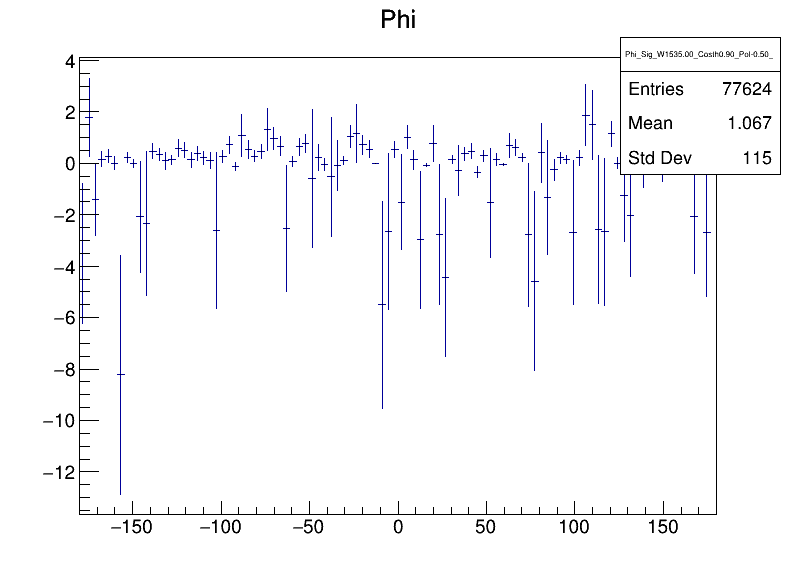 Phi
Phi_Sig_W1535.00_Costh0.90_Pol-0.50_
Entries 77624
Mean 1.067
Std Dev 115
4
2
0
−2
−4
−6
−8
−10
−12
−150 −100 −50 0 50 100 150